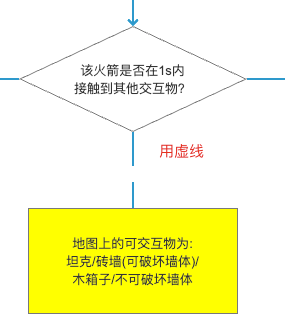 该火箭是否在1s内
接触到其他交互物?
用虚线
地图上的可交互物为:
坦克/砖墙(可破坏墙体)/
木箱子/不可破坏墙体